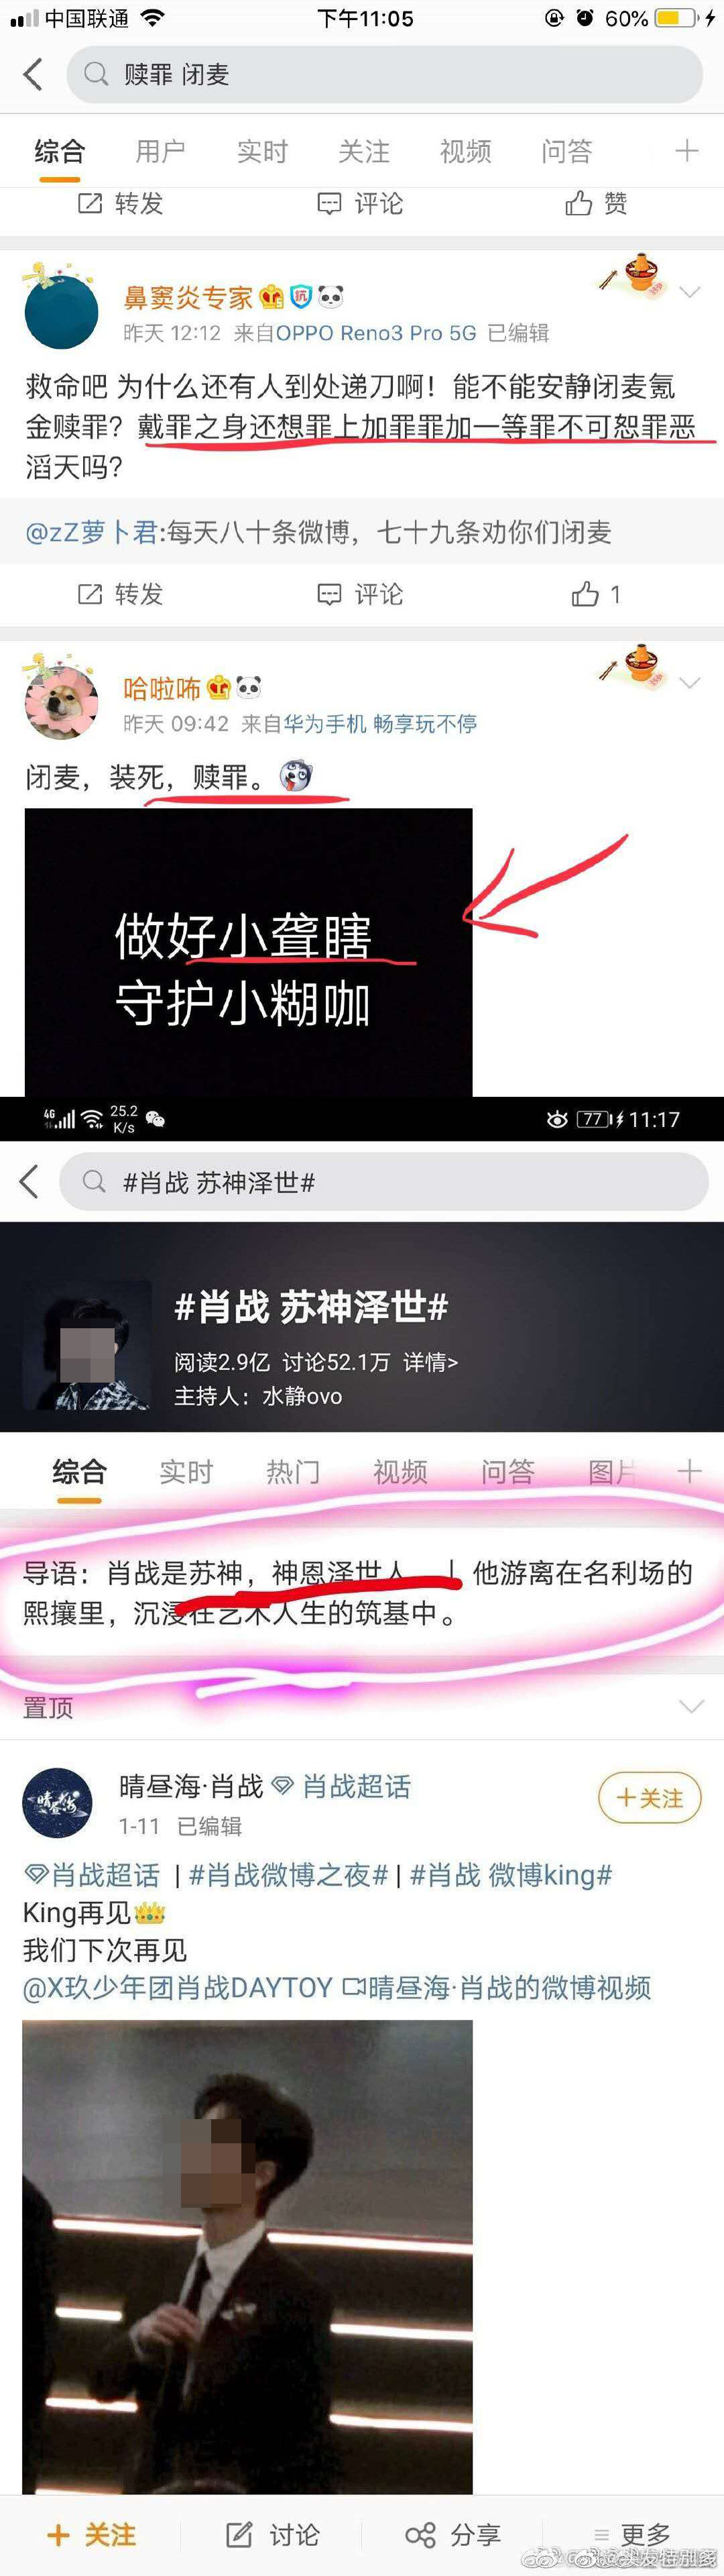 中国联通 下午11:05 60%
赎罪 闭麦
综合 用户 实时 关注 视频 问答
转发 评论 赞
鼻窦炎专家
昨天 12:12 来自OPPO Reno3 Pro 5G 已编辑
救命吧 为什么还有人到处递刀啊！能不能安静闭麦氪
金赎罪？戴罪之身还想罪上加罪罪加一等罪不可恕罪恶
滔天吗？
@zZ萝卜君:每天八十条微博，七十九条劝你们闭麦
转发 评论 1
哈啦咘
昨天 09:42 来自华为手机 畅享玩不停
闭麦，装死，赎罪。
做好小聋瞎
守护小糊咖
4G 25.2 K/s 77 11:17
#肖战 苏神泽世#
#肖战 苏神泽世#
阅读2.9亿 讨论52.1万 详情>
主持人：水静ovo
综合 实时 热门 视频 问答 图片
导语：肖战是苏神，神恩泽世人 他游离在名利场的
熙攘里，沉浸在艺术人生的筑基中。
置顶
晴昼海·肖战 肖战超话
+关注
1-11 已编辑
肖战超话 | #肖战微博之夜# | #肖战 微博king#
King再见
我们下次再见
@X玖少年团肖战DAYTOY 晴昼海·肖战的微博视频
晴昼海
+ 关注 讨论 分享 更多